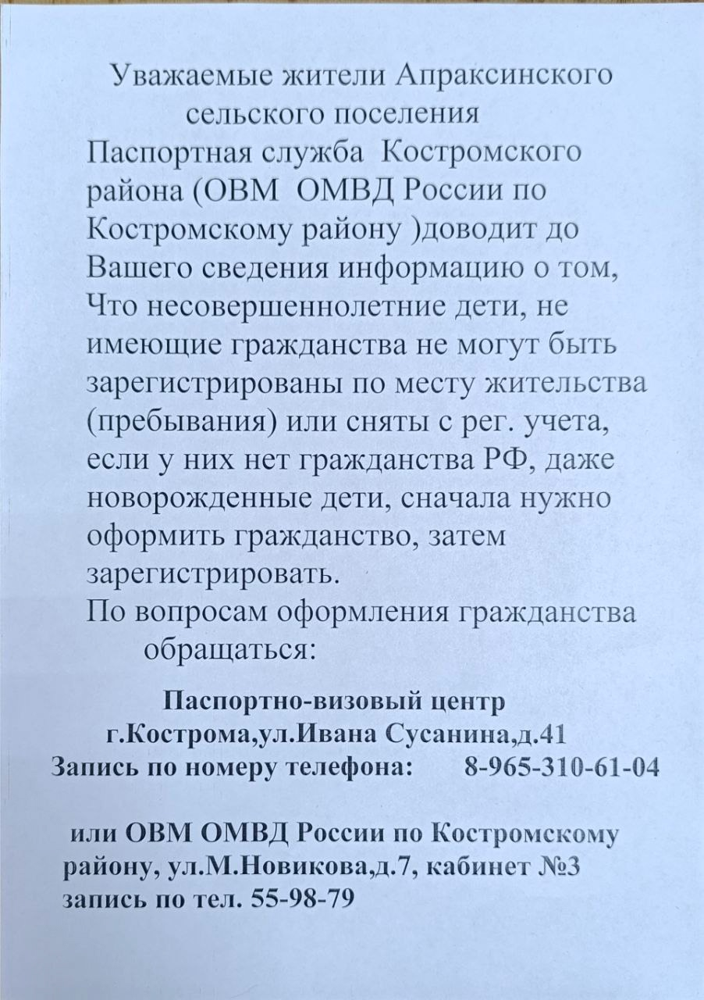 Уважаемые жители Апраксинского
сельского поселения
Паспортная служба Костромского
района (ОВМ ОМВД России по
Костромскому району )доводит до
Вашего сведения информацию о том,
Что несовершеннолетние дети, не
имеющие гражданства не могут быть
зарегистрированы по месту жительства
(пребывания) или сняты с рег. учета,
если у них нет гражданства РФ, даже
новорожденные дети, сначала нужно
оформить гражданство, затем
зарегистрировать.
По вопросам оформления гражданства
обращаться:
Паспортно-визовый центр
г.Кострома,ул.Ивана Сусанина,д.41
Запись по номеру телефона: 8-965-310-61-04
или ОВМ ОМВД России по Костромскому
району, ул.М.Новикова,д.7, кабинет №3
запись по тел. 55-98-79